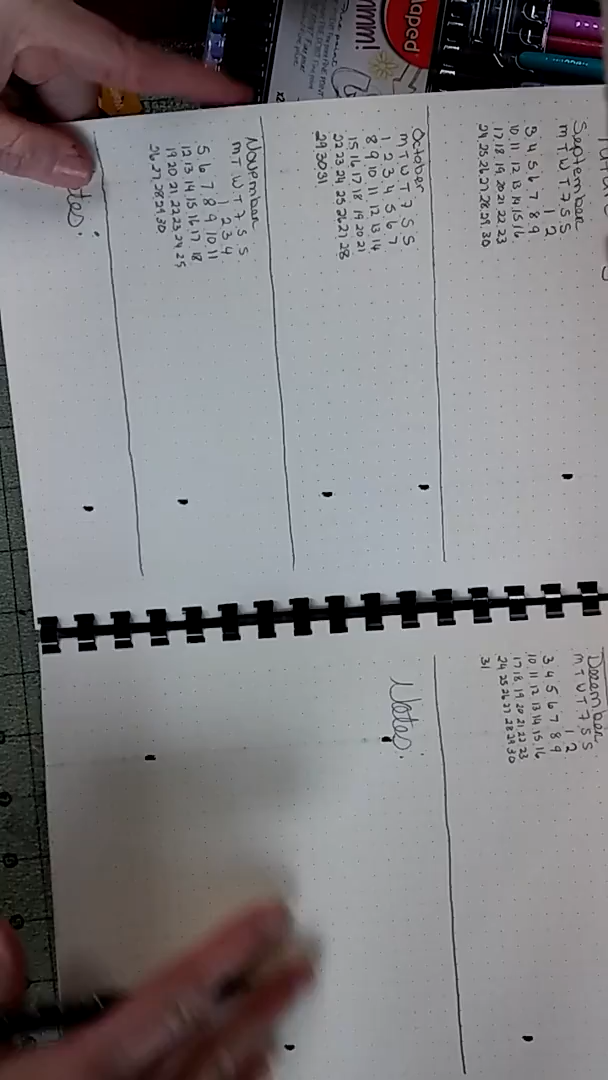 September
M T W T F S S
1 2
3 4 5 6 7 8 9
10 11 12 13 14 15 16
17 18 19 20 21 22 23
24 25 26 27 28 29 30
October
M T W T F S S
1 2 3 4 5 6 7
8 9 10 11 12 13 14
15 16 17 18 19 20 21
22 23 24 25 26 27 28
29 30 31
November
M T W T F S S
1 2 3 4
5 6 7 8 9 10 11
12 13 14 15 16 17 18
19 20 21 22 23 24 25
26 27 28 29 30
tes:
December
M T W T F S S
1 2
3 4 5 6 7 8 9
10 11 12 13 14 15 16
17 18 19 20 21 22 23
24 25 26 27 28 29 30
31
Notes: